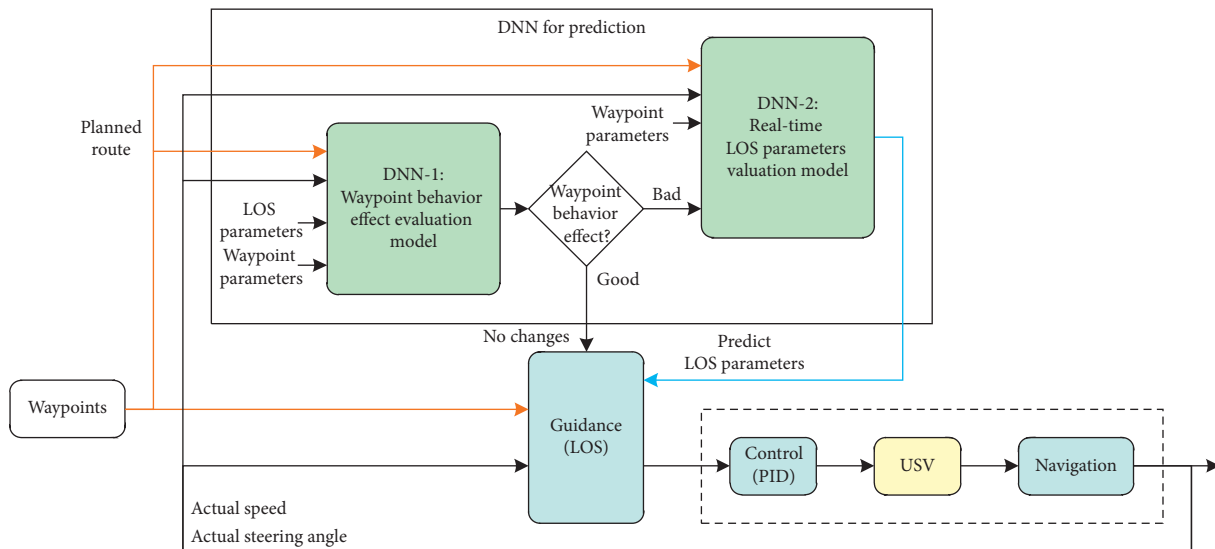 DNN for prediction
Planned
route
DNN-1:
Waypoint behavior
effect evaluation
model
LOS
parameters
Waypoint
parameters
Waypoint
behavior
effect?
Bad
Good
Waypoint
parameters
DNN-2:
Real-time
LOS parameters
valuation model
No changes
Predict
LOS parameters
Waypoints
Guidance
(LOS)
Control
(PID)
USV
Navigation
Actual speed
Actual steering angle